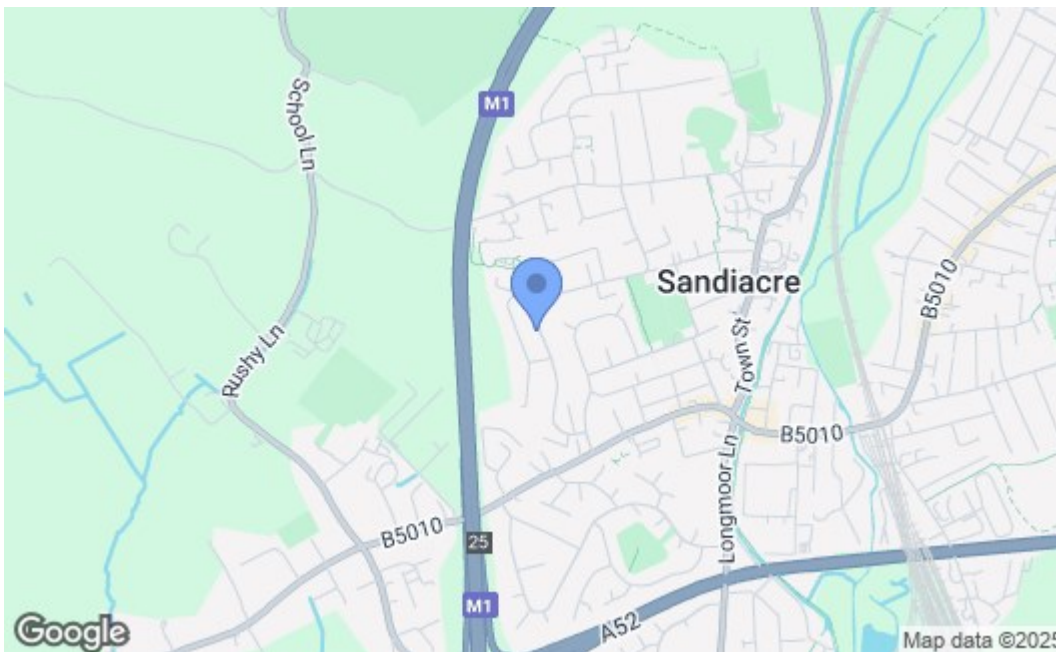 M1
School Ln
Sandiacre
B5010
Rushy Ln
Town St
B5010
B5010
Longmoor Ln
25
M1
A52
Google
Map data ©2025